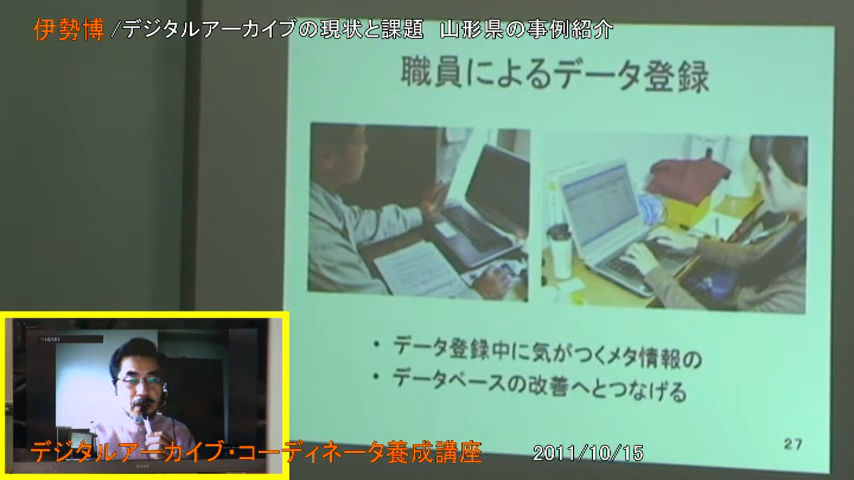 伊勢博 /デジタルアーカイブの現状と課題 山形県の事例紹介
職員によるデータ登録
・ データ登録中に気がつくメタ情報の
・ データベースの改善へとつなげる
27
デジタルアーカイブ・コーディネータ養成講座 2011/10/15